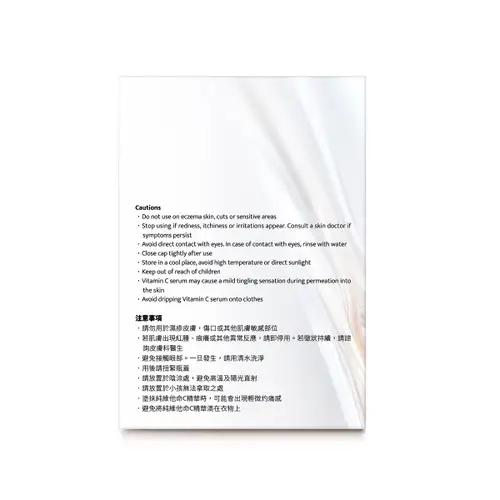 Cautions
· Do not use on eczema skin, cuts or sensitive areas
· Stop using if redness, itchiness or irritations appear. Consult a skin doctor if
symptoms persist
· Avoid direct contact with eyes. In case of contact with eyes, rinse with water
· Close cap tightly after use
· Store in a cool place, avoid high temperature or direct sunlight
· Keep out of reach of children
· Vitamin C serum may cause a mild tingling sensation during permeation into
the skin
· Avoid dripping Vitamin C serum onto clothes
注意事項
· 請勿用於濕疹皮膚，傷口或其他肌膚敏感部位
· 若肌膚出現紅腫、痕癢或其他異常反應，請即停用。若徵狀持續，請諮
詢皮膚科醫生
· 避免接觸眼部。一旦發生，請用清水洗淨
· 用後請扭緊瓶蓋
· 請放置於陰涼處，避免高溫及陽光直射
· 請放置於小孩無法拿取之處
· 塗抹純維他命C精華時，可能會出現輕微灼痛感
· 避免將純維他命C精華滴在衣物上